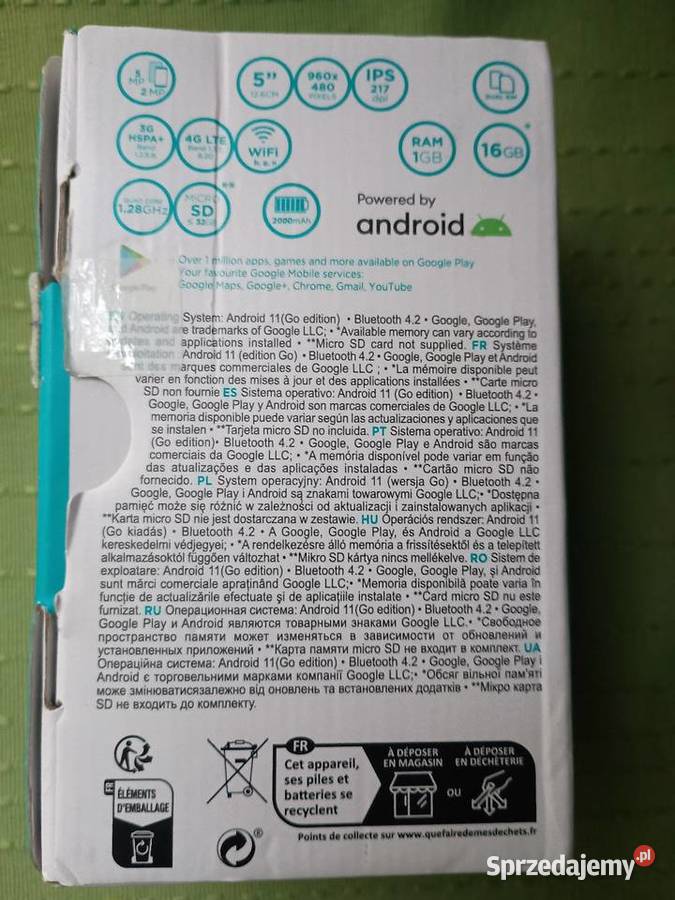 5 MP
2 MP
5”
12.6CM
960x
480
PIXELS
IPS
217
dpi
DUAL SIM
3G
HSPA+
4G LTE
WiFi
b, g, n
RAM
1GB
16GB*
QUAD CORE
1.28GHz
MICRO
SD**
≤ 32GB
2000mAh
Powered by
android
Over 1 million apps, games and more available on Google Play
Your favourite Google Mobile services:
Google Play
Google Maps, Google+, Chrome, Gmail, YouTube
Operating System: Android 11(Go edition) • Bluetooth 4.2 • Google, Google Play,
and Android are trademarks of Google LLC; • *Available memory can vary according to
updates and applications installed • **Micro SD card not supplied. FR Système
d'exploitation : Android 11 (edition Go) • Bluetooth 4.2 • Google, Google Play et Android
sont des marques commerciales de Google LLC ; • *La mémoire disponible peut
varier en fonction des mises à jour et des applications installées • **Carte micro
SD non fournie ES Sistema operativo: Android 11 (Go edition) • Bluetooth 4.2 •
Google, Google Play y Android son marcas comerciales de Google LLC; • *La
memoria disponible puede variar según las actualizaciones y aplicaciones que
se instalen • **Tarjeta micro SD no incluida. PT Sistema operativo: Android 11
(Go edition)• Bluetooth 4.2 • Google, Google Play e Android são marcas
comerciais da Google LLC; • *A memória disponível pode variar em função
das atualizações e das aplicações instaladas • **Cartão micro SD não
fornecido. PL System operacyjny: Android 11 (wersja Go) • Bluetooth 4.2 •
Google, Google Play i Android są znakami towarowymi Google LLC;• *Dostępna
pamięć może się różnić w zależności od aktualizacji i zainstalowanych aplikacji •
**Karta micro SD nie jest dostarczana w zestawie. HU Operációs rendszer: Android 11
(Go kiadás) • Bluetooth 4.2 • A Google, Google Play, és Android a Google LLC
kereskedelmi védjegyei; • *A rendelkezésre álló memória a frissítésektől és a telepített
alkalmazásoktól függően változhat • **Mikro SD kártya nincs mellékelve. RO Sistem de
exploatare: Android 11(Go edition) • Bluetooth 4.2 • Google, Google Play, și Android
sunt mărci comerciale aparținând Google LLC;• *Memoria disponibilă poate varia în
funcție de actualizările efectuate și de aplicațiile instalate • **Card micro SD nu este
furnizat. RU Операционная система: Android 11(Go edition) • Bluetooth 4.2 • Google,
Google Play и Android являются товарными знаками Google LLC.• *Свободное
пространство памяти может изменяться в зависимости от обновлений и
установленных приложений • **Карта памяти micro SD не входит в комплект. UA
Операційна система: Android 11(Go edition) • Bluetooth 4.2 • Google, Google Play і
Android є торговельними марками компанії Google LLC;• *Обсяг вільної пам'яті
може змінюватисязалежно від оновлень та встановлених додатків • **Мікро карта
SD не входить до комплекту.
FR
ÉLÉMENTS
D'EMBALLAGE
FR
Cet appareil,
ses piles et
batteries se
recyclent
À DÉPOSER
EN MAGASIN
OU
À DÉPOSER
EN DÉCHÈTERIE
Points de collecte sur www.quefairedemesdechets.fr
®
Sprzedajemy.pl